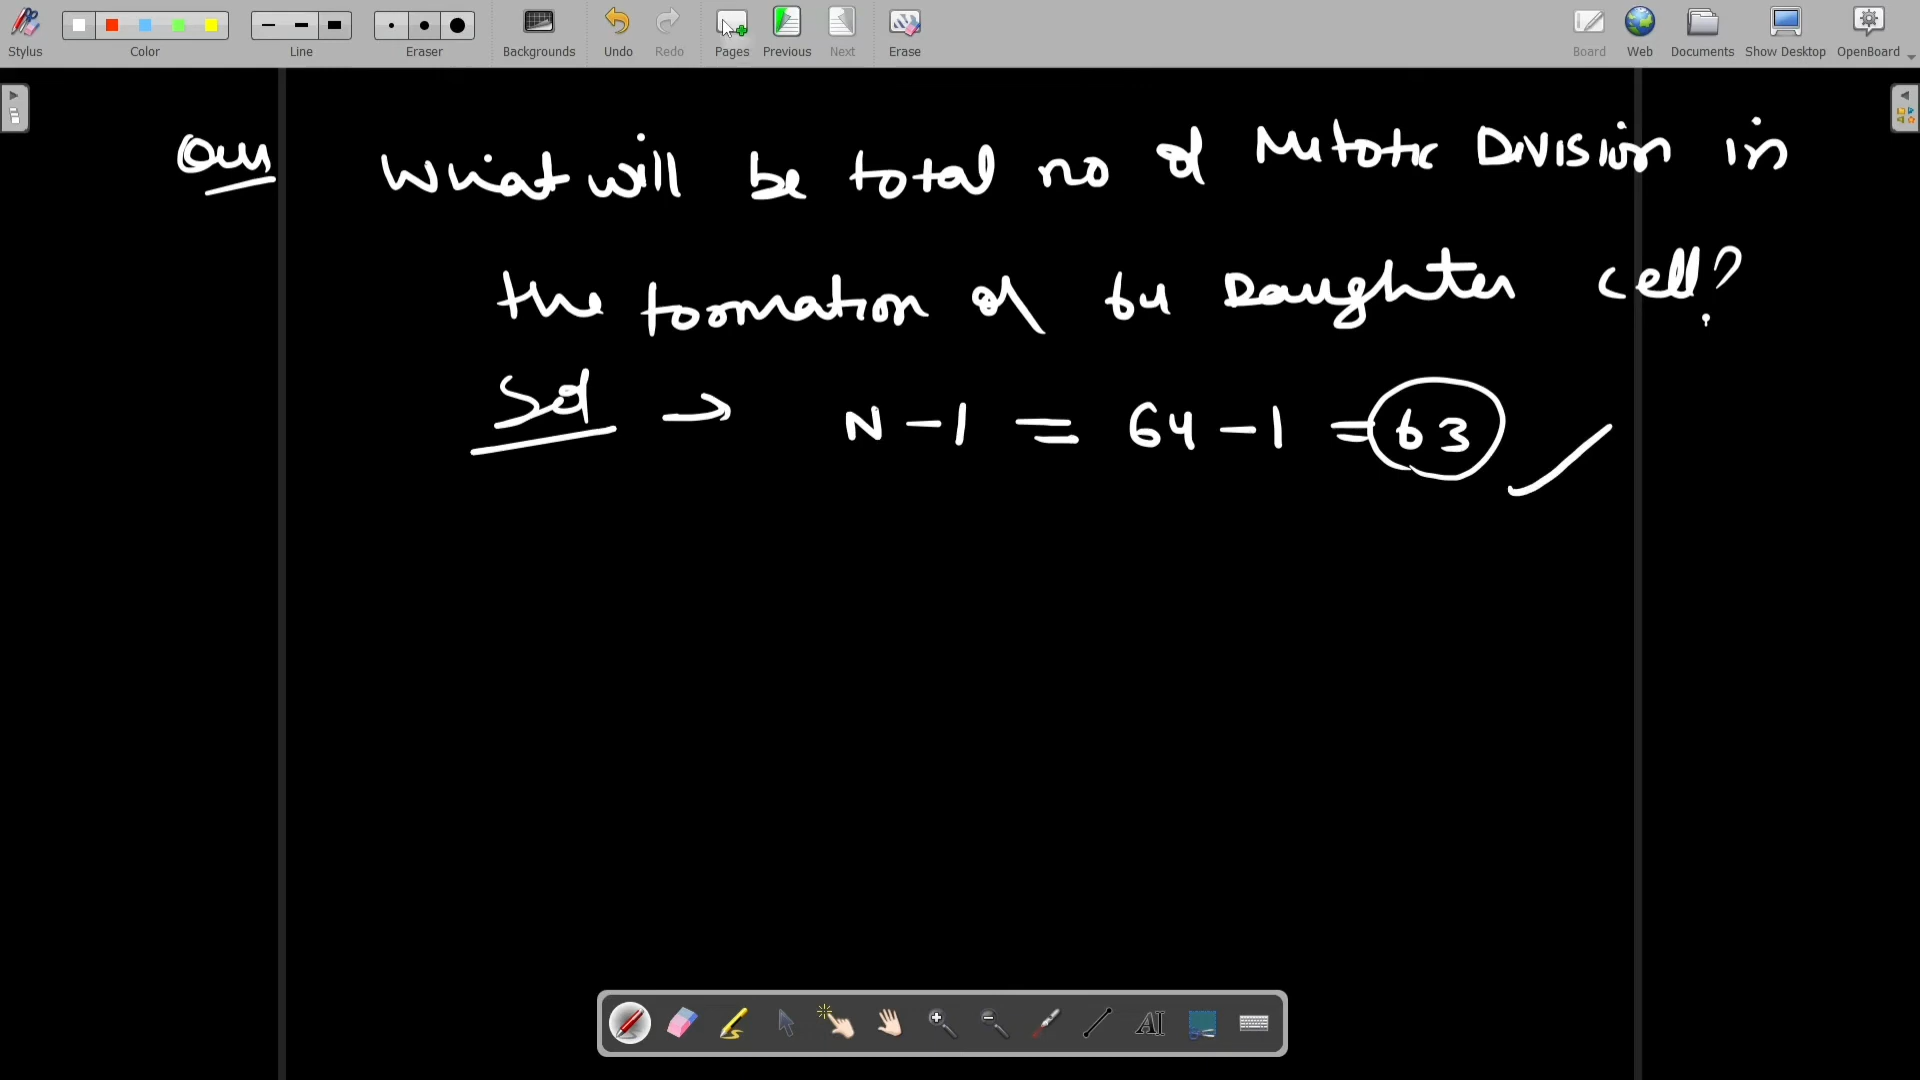 Stylus Color Line Eraser Backgrounds Undo Redo Pages Previous Next Erase Board Web Documents Show Desktop OpenBoard
Que What will be total no of Mitotic Division in
the formation of 64 Daughter cell?
Sol → N - 1 = 64 - 1 = 63
AI